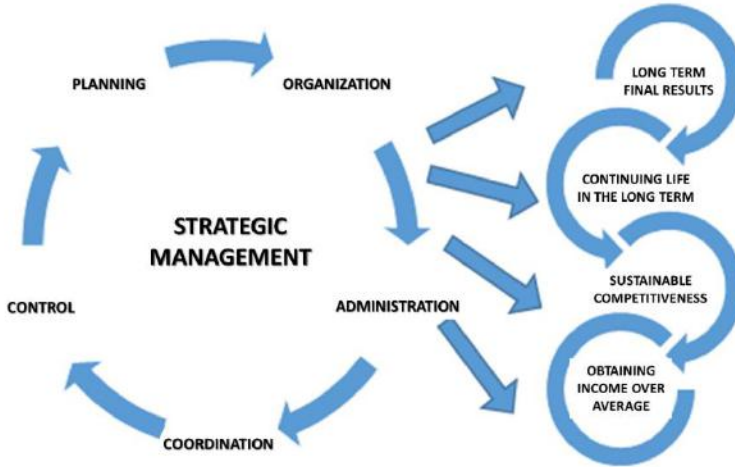 PLANNING
ORGANIZATION
STRATEGIC
MANAGEMENT
CONTROL
ADMINISTRATION
COORDINATION
LONG TERM
FINAL RESULTS
CONTINUING LIFE
IN THE LONG TERM
SUSTAINABLE
COMPETITIVENESS
OBTAINING
INCOME OVER
AVERAGE